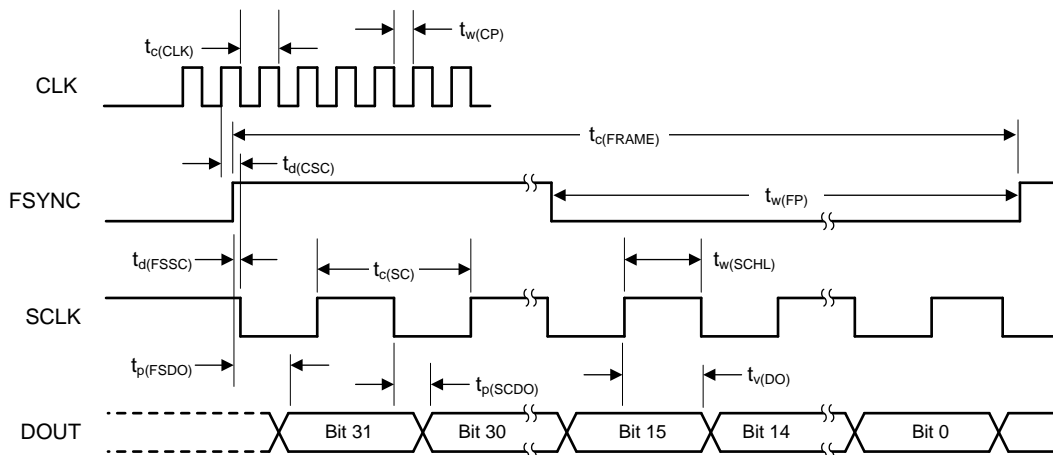 t_c(CLK)
t_w(CP)
CLK
t_c(FRAME)
t_d(CSC)
FSYNC
t_w(FP)
t_d(FSSC)
t_c(SC)
t_w(SCHL)
SCLK
t_p(FSDO)
t_p(SCDO)
t_v(DO)
DOUT
Bit 31
Bit 30
Bit 15
Bit 14
Bit 0